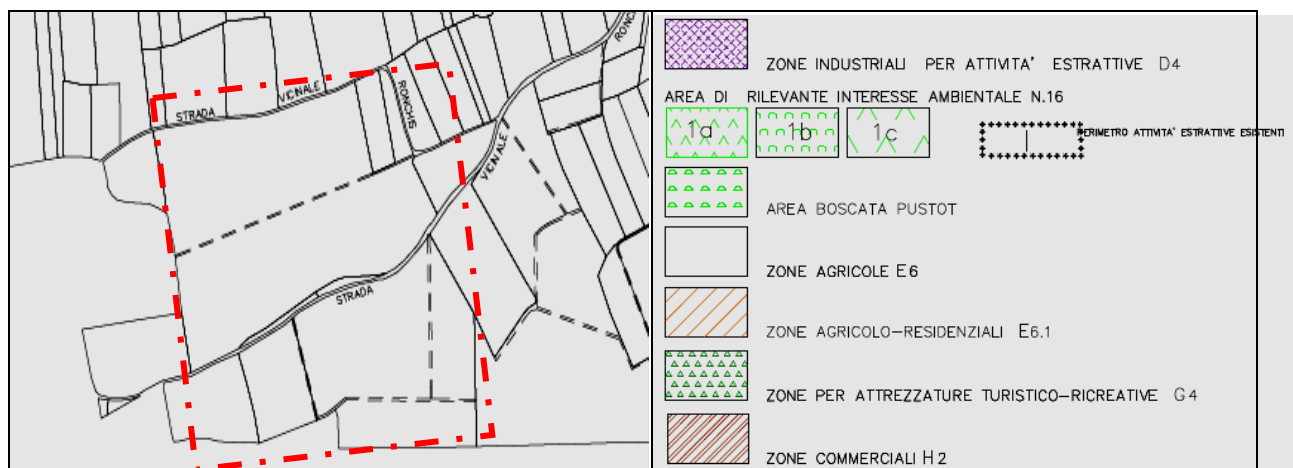 STRADA VICINALE RONCHIS
STRADA VICINALE RONC
ZONE INDUSTRIALI PER ATTIVITA' ESTRATTIVE D4
AREA DI RILEVANTE INTERESSE AMBIENTALE N.16
1a 1b 1c PERIMETRO ATTIVITA' ESTRATTIVE ESISTENTI
AREA BOSCATA PUSTOT
ZONE AGRICOLE E6
ZONE AGRICOLO-RESIDENZIALI E6.1
ZONE PER ATTREZZATURE TURISTICO-RICREATIVE G4
ZONE COMMERCIALI H2